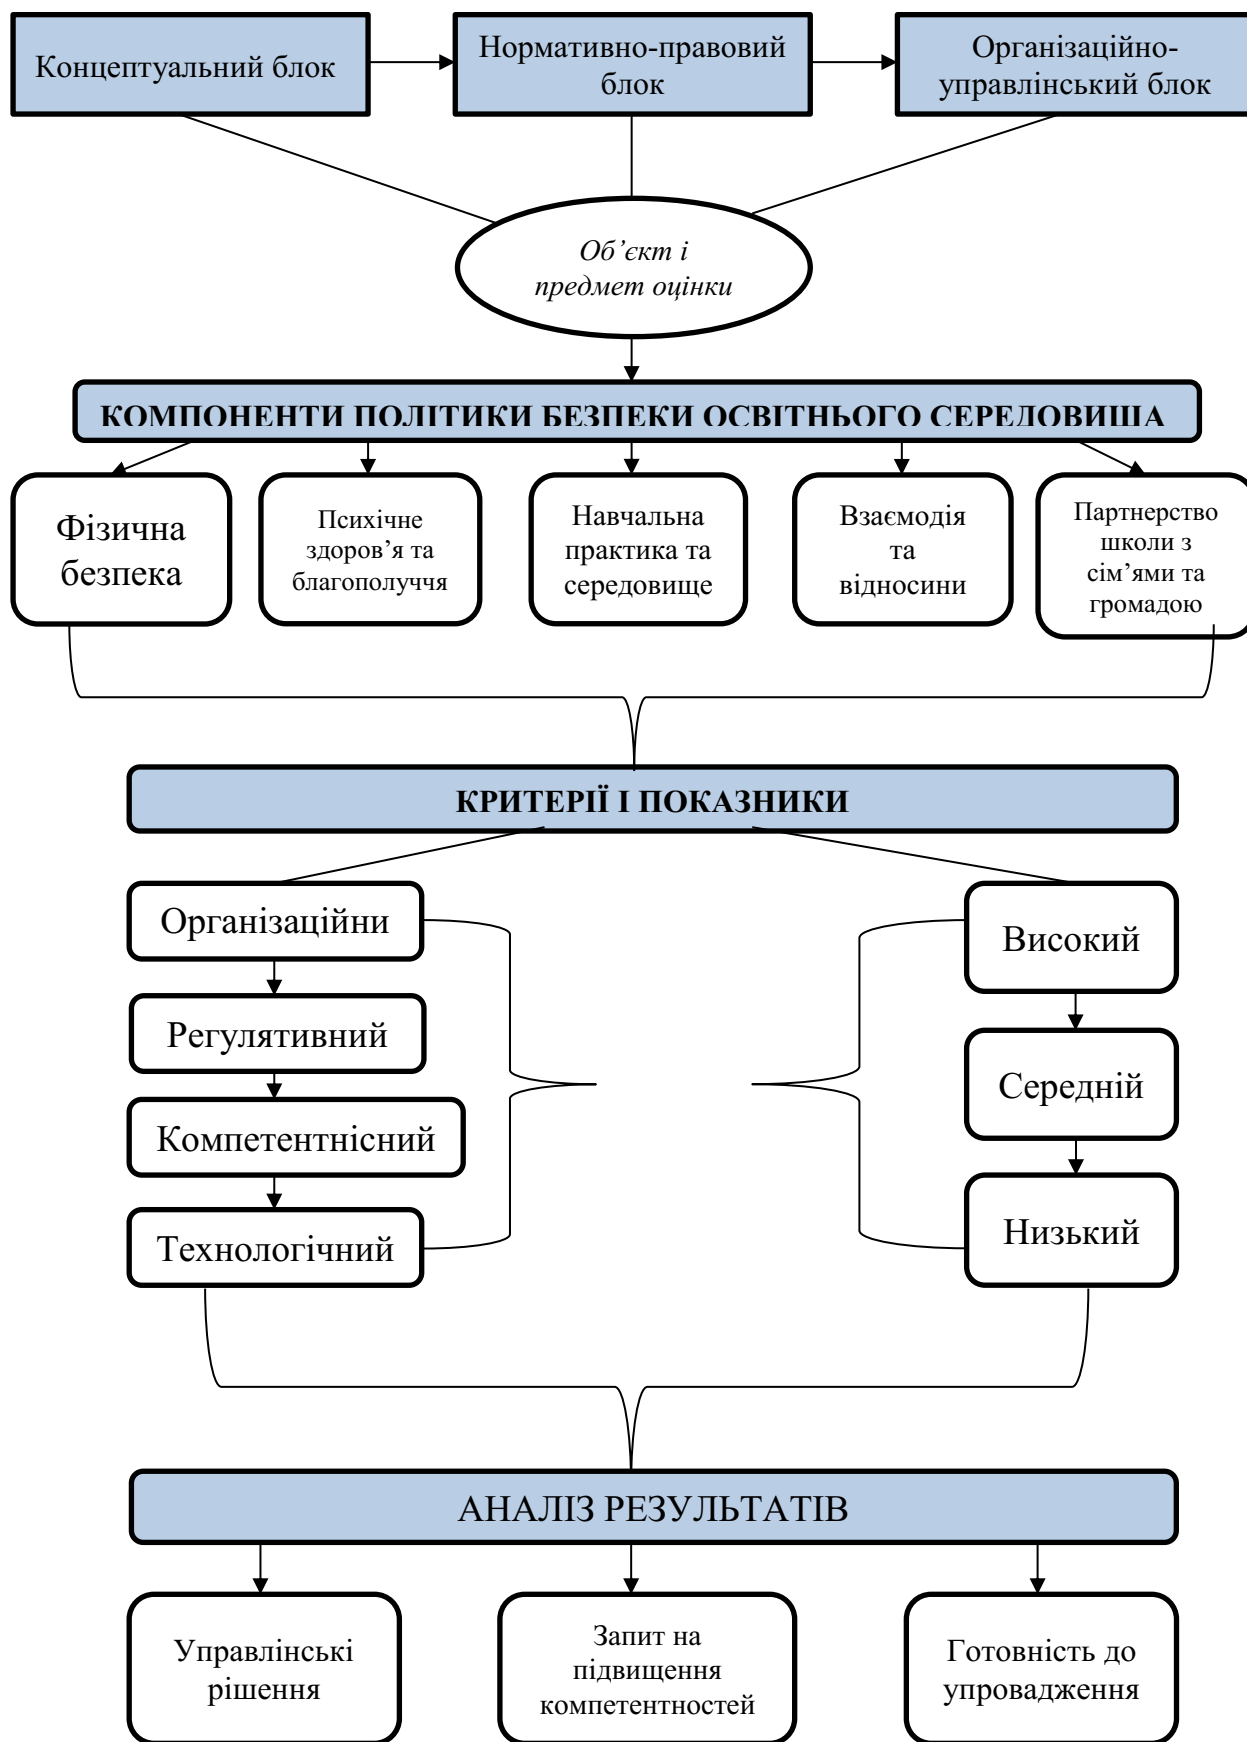 Концептуальний блок
Нормативно-правовий
блок
Організаційно-
управлінський блок
Об’єкт і
предмет оцінки
КОМПОНЕНТИ ПОЛІТИКИ БЕЗПЕКИ ОСВІТНЬОГО СЕРЕДОВИЩА
Фізична
безпека
Психічне
здоров’я та
благополуччя
Навчальна
практика та
середовище
Взаємодія
та
відносини
Партнерство
школи з
сім’ями та
громадою
КРИТЕРІЇ І ПОКАЗНИКИ
Організаційни
Регулятивний
Компетентнісний
Технологічний
Високий
Середній
Низький
АНАЛІЗ РЕЗУЛЬТАТІВ
Управлінські
рішення
Запит на
підвищення
компетентностей
Готовність до
упровадження